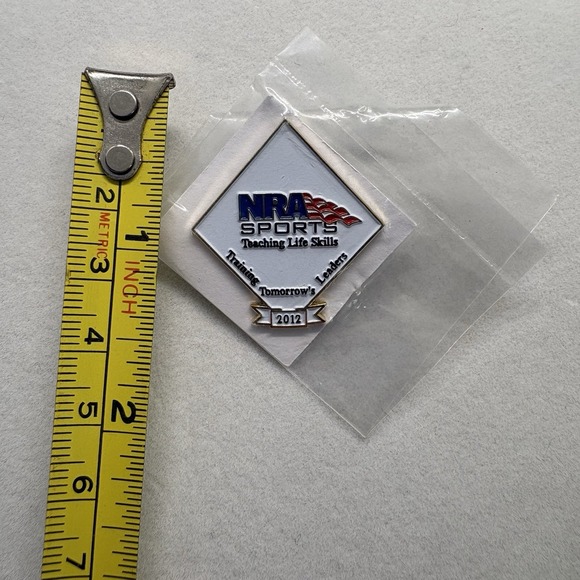 NRA
SPORTS
Teaching Life Skills
Training Tomorrow's Leaders
2012
2 METRIC 3 4 5 6 7
1 INCH 2